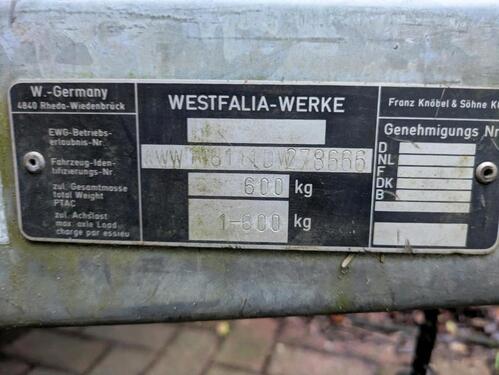 W.-Germany
4840 Rheda-Wiedenbrück
WESTFALIA-WERKE
Franz Knöbel & Söhne K
EWG-Betriebs-
erlaubnis-Nr.
Fahrzeug-Iden-
tifizierungs-Nr.
zul. Gesamtmasse
total Weight
PTAC
600 kg
zul. Achslast
max axle Load
charge par essieu
1-600 kg
Genehmigungs Nr
D
NL
F
DK
B